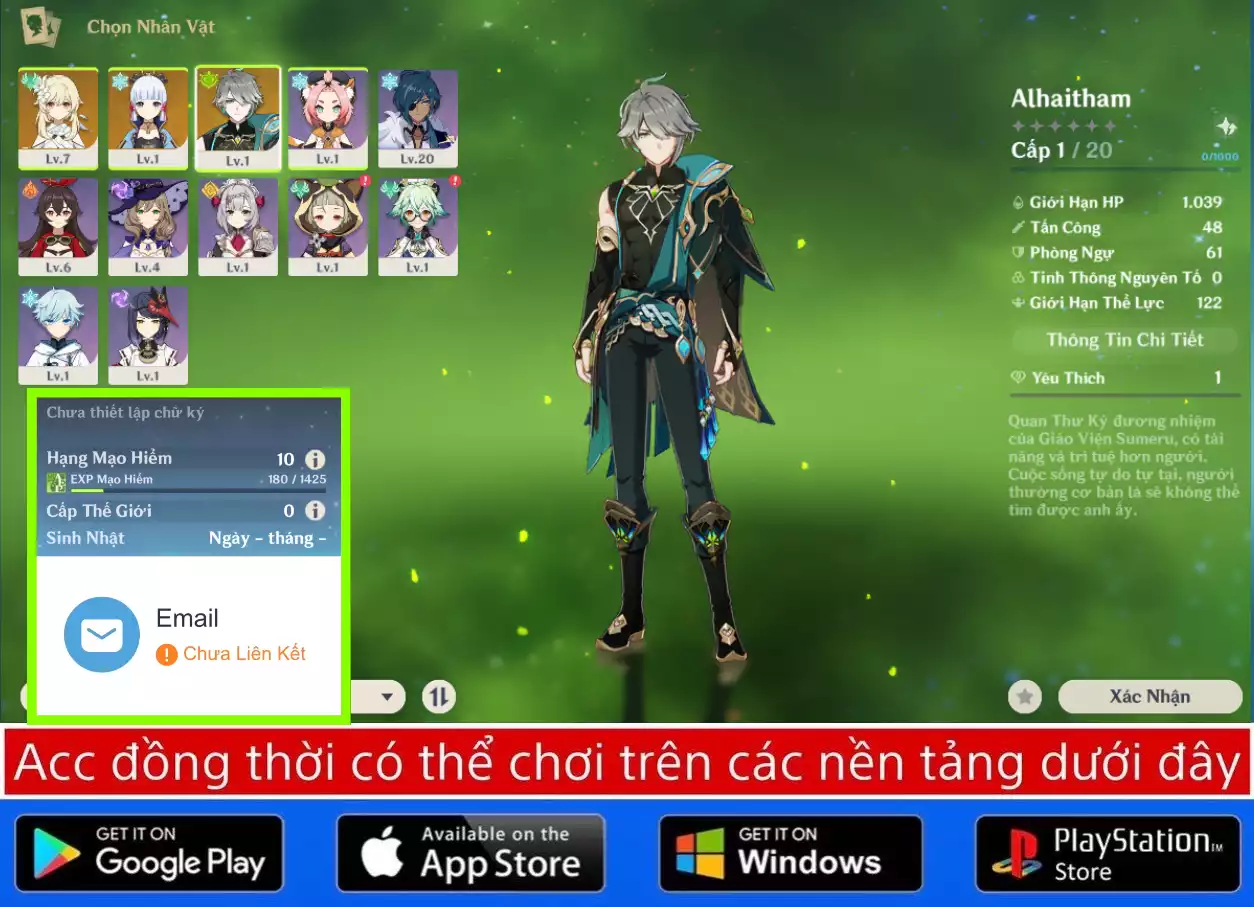 Chọn Nhân Vật
Lv.7
Lv.1
Lv.1
Lv.1
Lv.20
Lv.6
Lv.4
Lv.1
Lv.1
Lv.1
Lv.1
Lv.1
Alhaitham
Cấp 1 / 20
0/1000
Giới Hạn HP 1.039
Tấn Công 48
Phòng Ngự 61
Tinh Thông Nguyên Tố 0
Giới Hạn Thể Lực 122
Thông Tin Chi Tiết
Yêu Thích 1
Quan Thư Ký đương nhiệm
của Giáo Viện Sumeru, có tài
năng và trí tuệ hơn người.
Cuộc sống tự do tự tại, người
thường cơ bản là sẽ không thể
tìm được anh ấy.
Chưa thiết lập chữ ký
Hạng Mạo Hiểm 10
EXP Mạo Hiểm 180 / 1425
Cấp Thế Giới 0
Sinh Nhật Ngày - tháng -
Email
Chưa Liên Kết
Xác Nhận
Acc đồng thời có thể chơi trên các nền tảng dưới đây
GET IT ON
Google Play
Available on the
App Store
GET IT ON
Windows
PlayStation™
Store